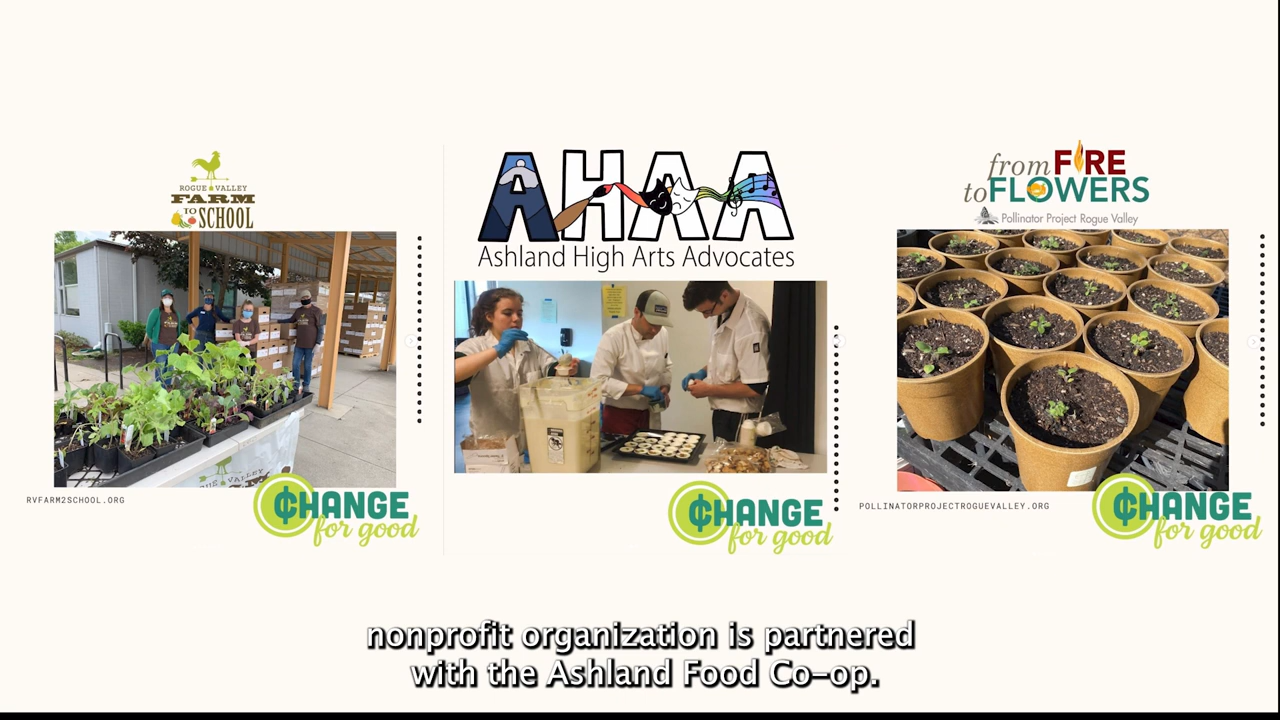 ROGUE VALLEY
FARM
TO
SCHOOL
RVFARM2SCHOOL.ORG
CHANGE
for good
AHAA
Ashland High Arts Advocates
CHANGE
for good
from FIRE
to FLOWERS
Pollinator Project Rogue Valley
POLLINATORPROJECTROGUEVALLEY.ORG
CHANGE
for good
nonprofit organization is partnered
with the Ashland Food Co-op.